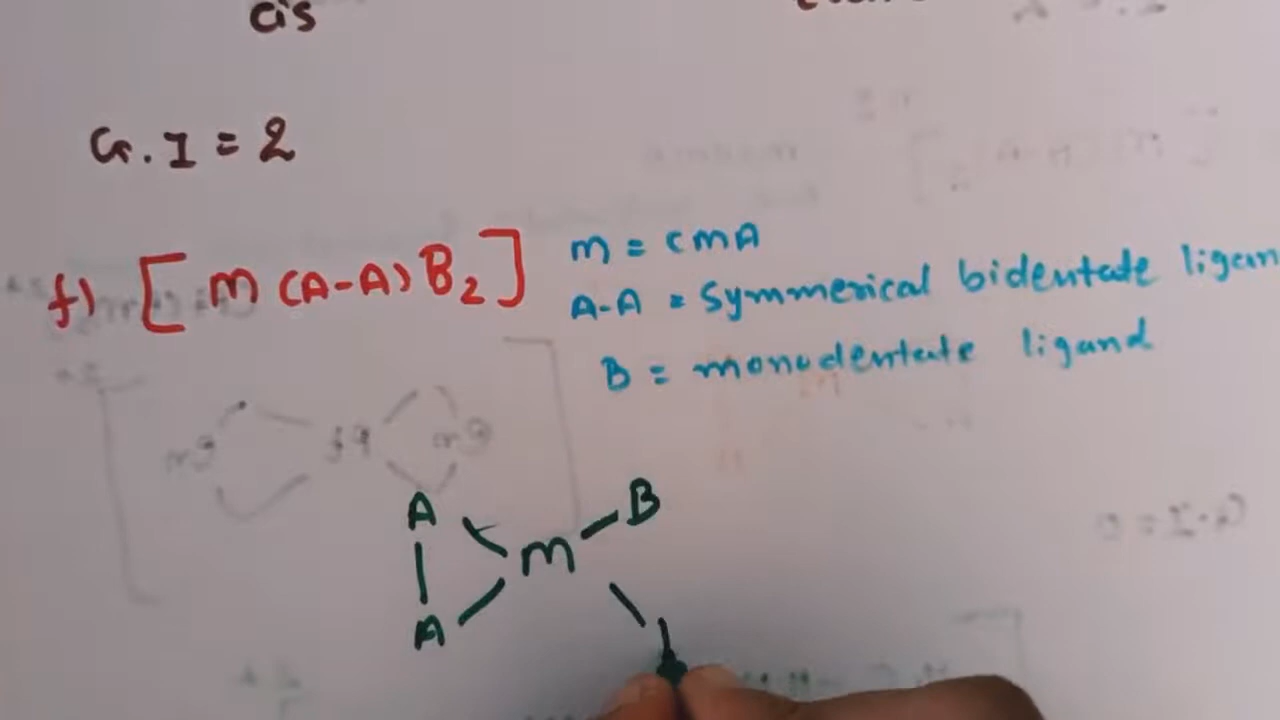 cis
G.I = 2
f) [M(A-A)B₂]
M = CMA
A-A = Symmerical bidentate ligan
B = monodentate ligand
A B
M
A